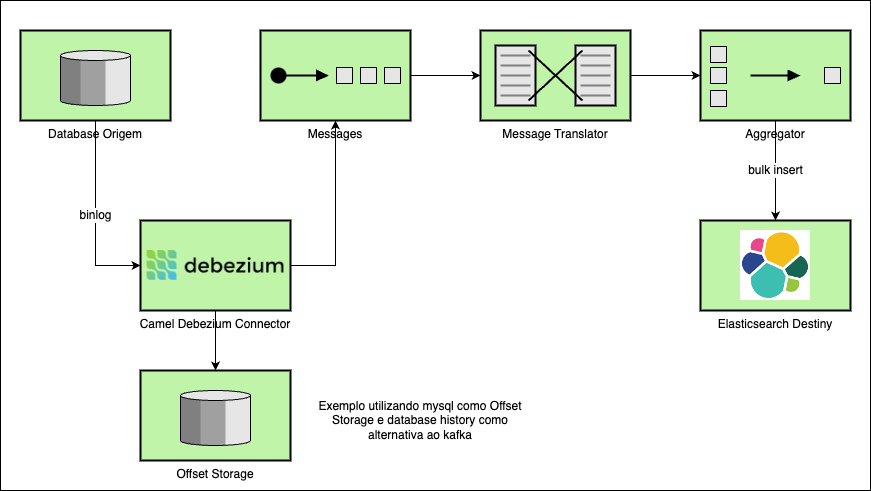 Database Origem
Messages
Message Translator
Aggregator
binlog
bulk insert
debezium
Camel Debezium Connector
Elasticsearch Destiny
Exemplo utilizando mysql como Offset
Storage e database history como
alternativa ao kafka
Offset Storage